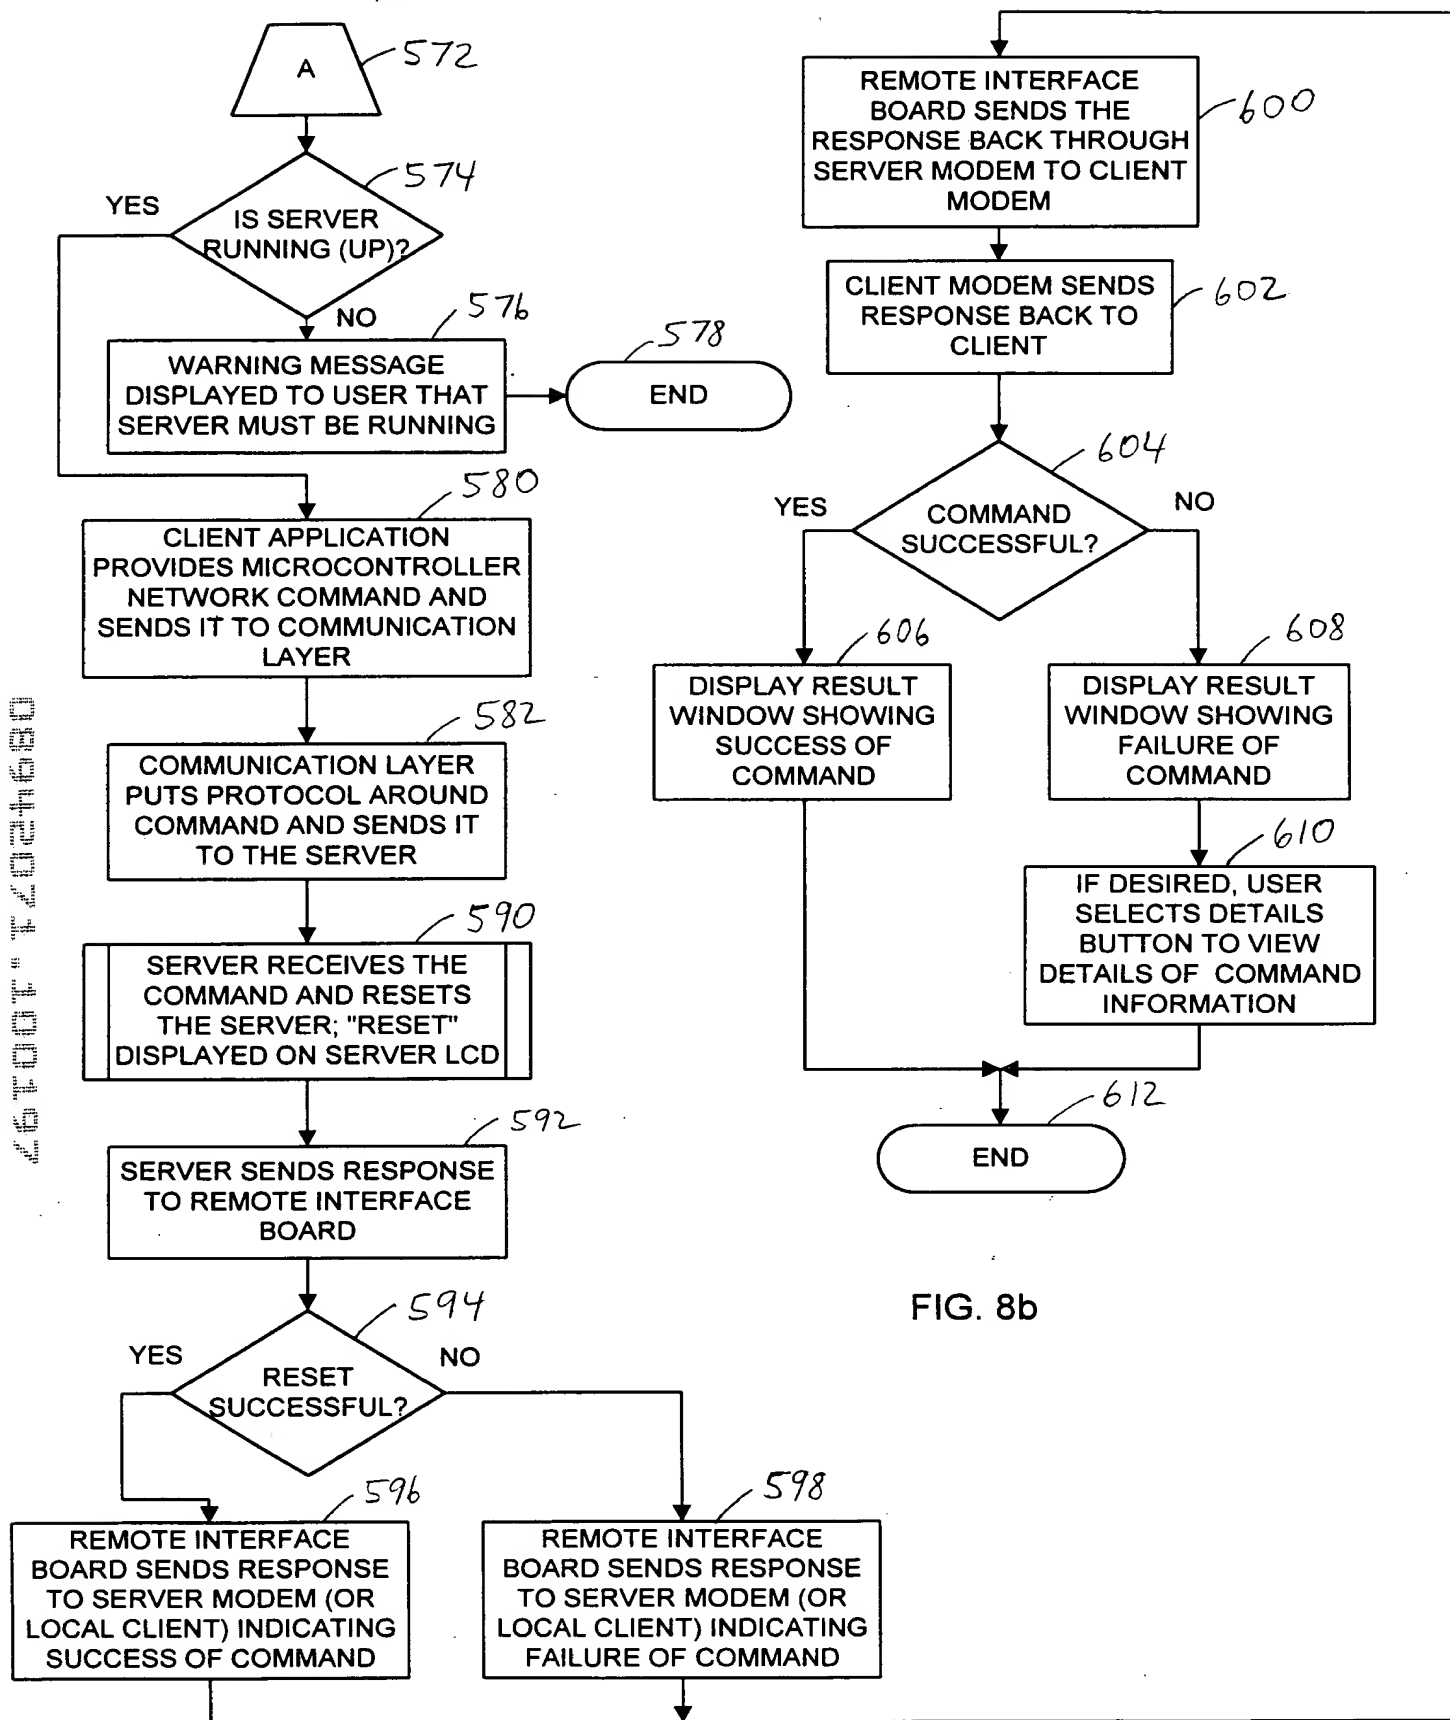 A
572
574
YES
IS SERVER
RUNNING (UP)?
NO
576
WARNING MESSAGE
DISPLAYED TO USER THAT
SERVER MUST BE RUNNING
578
END
580
CLIENT APPLICATION
PROVIDES MICROCONTROLLER
NETWORK COMMAND AND
SENDS IT TO COMMUNICATION
LAYER
582
COMMUNICATION LAYER
PUTS PROTOCOL AROUND
COMMAND AND SENDS IT
TO THE SERVER
590
SERVER RECEIVES THE
COMMAND AND RESETS
THE SERVER; "RESET"
DISPLAYED ON SERVER LCD
592
SERVER SENDS RESPONSE
TO REMOTE INTERFACE
BOARD
594
YES
NO
RESET
SUCCESSFUL?
596
REMOTE INTERFACE
BOARD SENDS RESPONSE
TO SERVER MODEM (OR
LOCAL CLIENT) INDICATING
SUCCESS OF COMMAND
598
REMOTE INTERFACE
BOARD SENDS RESPONSE
TO SERVER MODEM (OR
LOCAL CLIENT) INDICATING
FAILURE OF COMMAND
REMOTE INTERFACE
BOARD SENDS THE
RESPONSE BACK THROUGH
SERVER MODEM TO CLIENT
MODEM
600
CLIENT MODEM SENDS
RESPONSE BACK TO
CLIENT
602
604
YES
NO
COMMAND
SUCCESSFUL?
606
DISPLAY RESULT
WINDOW SHOWING
SUCCESS OF
COMMAND
608
DISPLAY RESULT
WINDOW SHOWING
FAILURE OF
COMMAND
610
IF DESIRED, USER
SELECTS DETAILS
BUTTON TO VIEW
DETAILS OF COMMAND
INFORMATION
612
END
FIG. 8b
08942071.100197